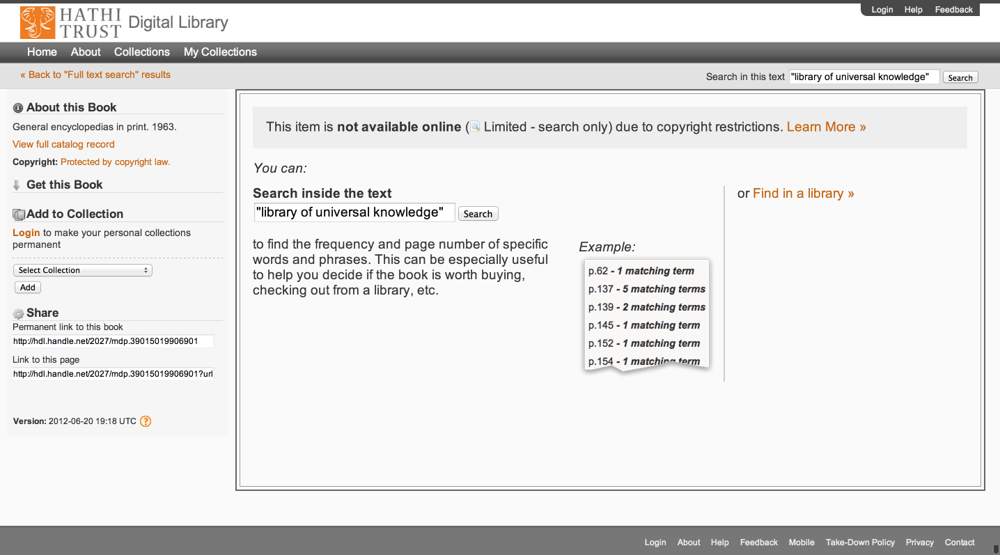 HATHI
TRUST
Digital Library
Login Help Feedback
Home About Collections My Collections
« Back to "Full text search" results
Search in this text "library of universal knowledge" Search
About this Book
General encyclopedias in print. 1963.
View full catalog record
Copyright: Protected by copyright law.
Get this Book
Add to Collection
Login to make your personal collections
permanent
Select Collection
Add
Share
Permanent link to this book
http://hdl.handle.net/2027/mdp.39015019906901
Link to this page
http://hdl.handle.net/2027/mdp.39015019906901?url
Version: 2012-06-20 19:18 UTC ?
This item is not available online ( Limited - search only) due to copyright restrictions. Learn More »
You can:
Search inside the text
"library of universal knowledge" Search
to find the frequency and page number of specific
words and phrases. This can be especially useful
to help you decide if the book is worth buying,
checking out from a library, etc.
Example:
p.62 - 1 matching term
p.137 - 5 matching terms
p.139 - 2 matching terms
p.145 - 1 matching term
p.152 - 1 matching term
p.154 - 1 matching term
or Find in a library »
Login About Help Feedback Mobile Take-Down Policy Privacy Contact